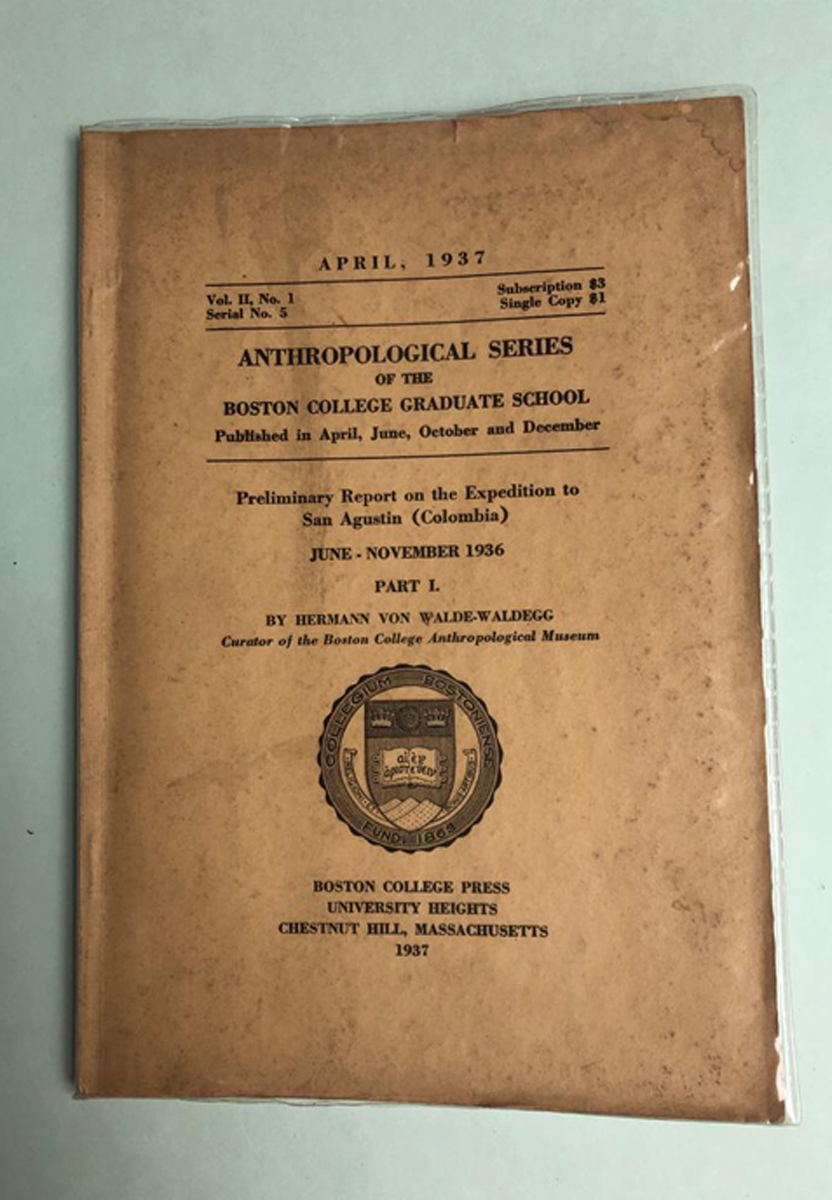 APRIL, 1937
Vol. II, No. 1
Serial No. 5
Subscription $3
Single Copy $1
ANTHROPOLOGICAL SERIES
OF THE
BOSTON COLLEGE GRADUATE SCHOOL
Published in April, June, October and December
Preliminary Report on the Expedition to
San Agustin (Colombia)
JUNE - NOVEMBER 1936
PART I.
BY HERMANN VON WALDE-WALDEGG
Curator of the Boston College Anthropological Museum
COLLEGIUM BOSTONIENSE
αἰὲν
ἀριστεύειν
FUND. 1863
BOSTON COLLEGE PRESS
UNIVERSITY HEIGHTS
CHESTNUT HILL, MASSACHUSETTS
1937